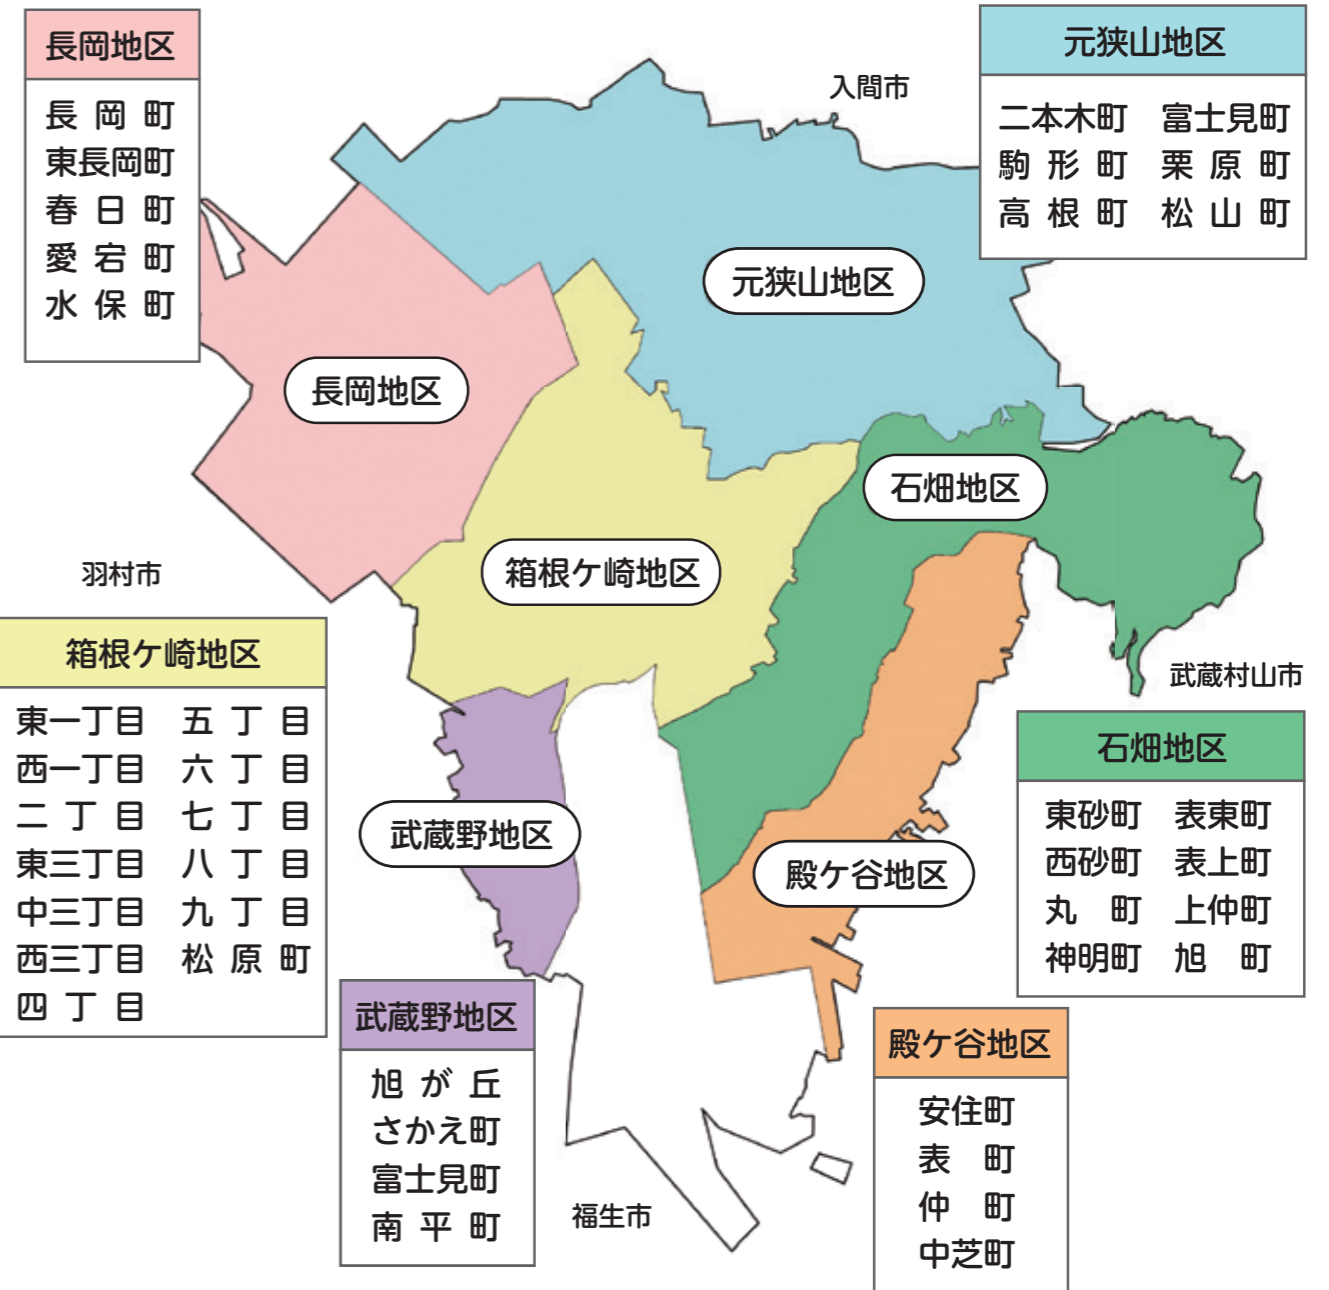 長岡地区
長岡町
東長岡町
春日町
愛宕町
水保町
元狭山地区
二本木町 富士見町
駒形町 栗原町
高根町 松山町
入間市
元狭山地区
長岡地区
石畑地区
箱根ケ崎地区
羽村市
武蔵村山市
武蔵野地区
殿ケ谷地区
箱根ケ崎地区
東一丁目 五丁目
西一丁目 六丁目
二丁目 七丁目
東三丁目 八丁目
中三丁目 九丁目
西三丁目 松原町
四丁目
石畑地区
東砂町 表東町
西砂町 表上町
丸町 上仲町
神明町 旭町
武蔵野地区
旭が丘
さかえ町
富士見町
南平町
福生市
殿ケ谷地区
安住町
表町
仲町
中芝町